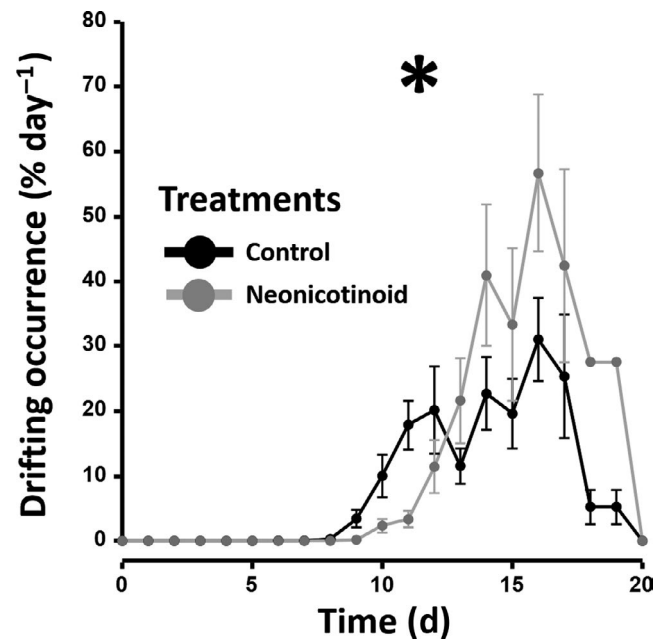 Drifting occurrence (% day⁻¹)
80
70
60
50
40
30
20
10
0
*
Treatments
Control
Neonicotinoid
0 5 10 15 20
Time (d)